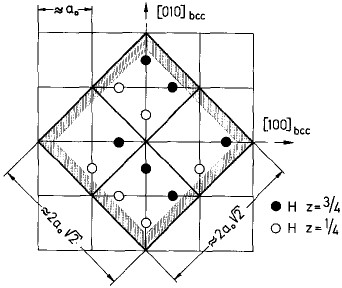 ≈a₀
[010]bcc
[100]bcc
≈2a₀√2
≈2a₀√2
● H z=3/4
○ H z=1/4